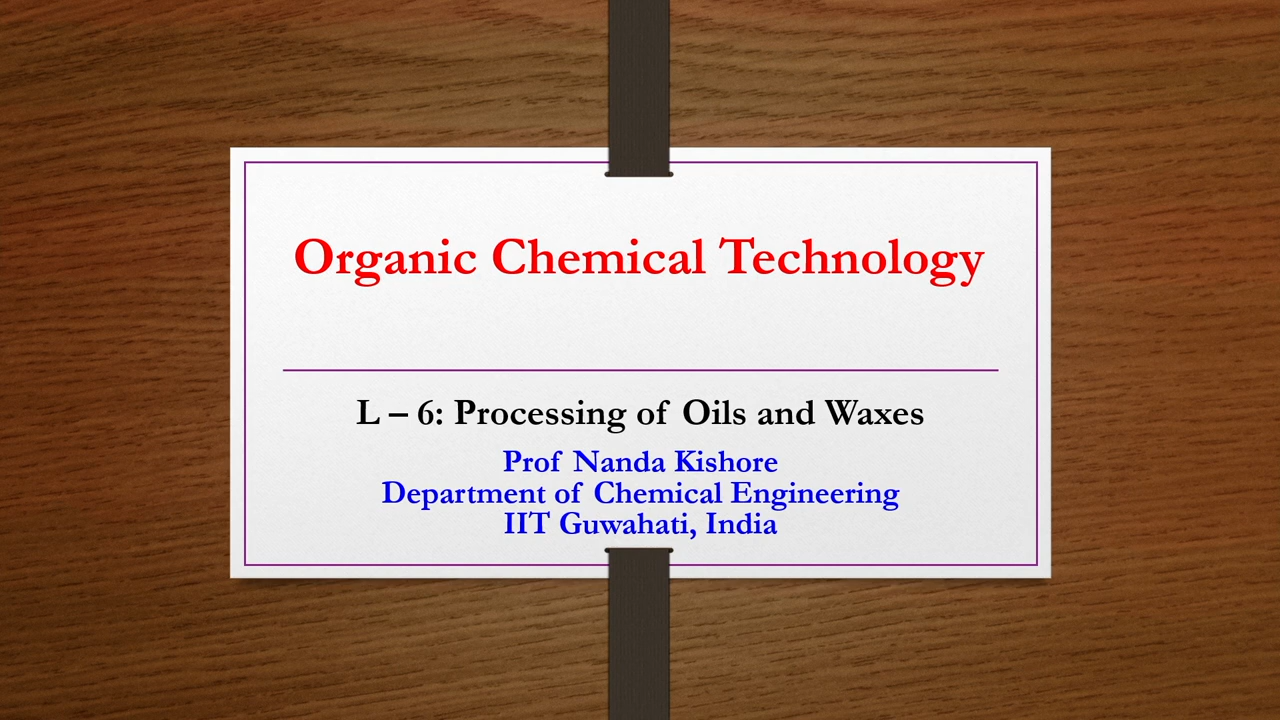 Organic Chemical Technology
L – 6: Processing of Oils and Waxes
Prof Nanda Kishore
Department of Chemical Engineering
IIT Guwahati, India